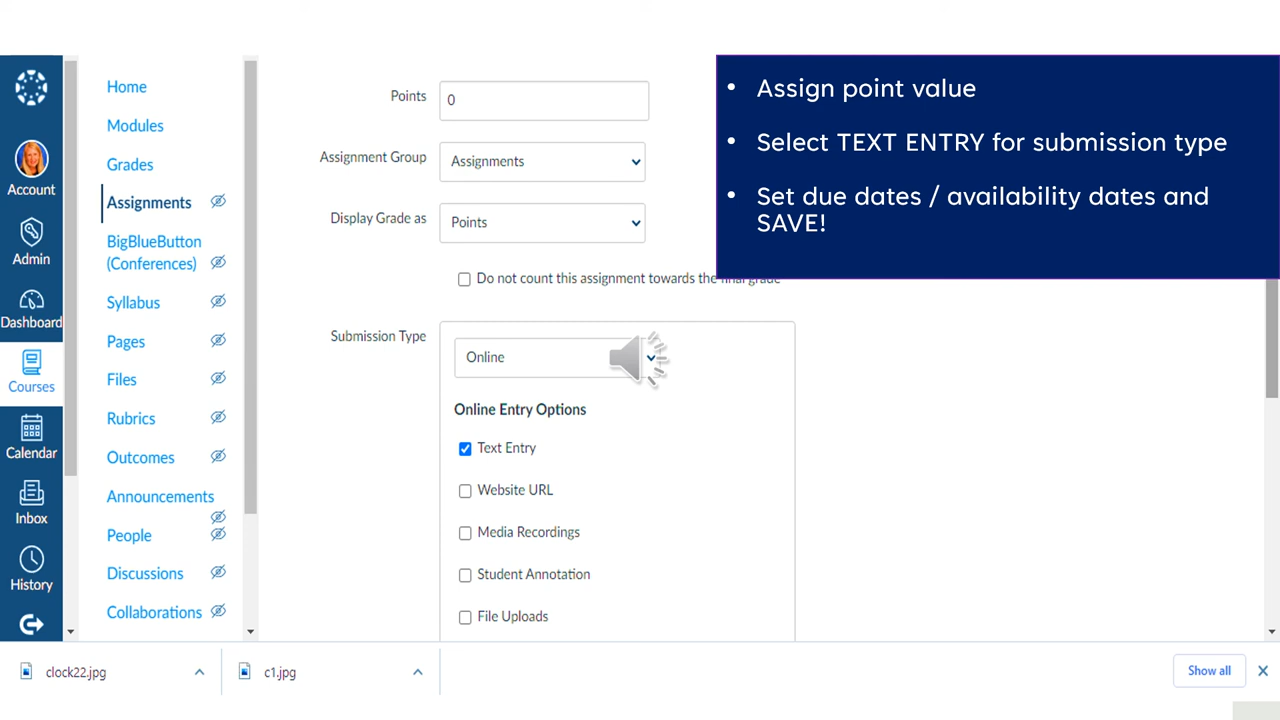 Account
Admin
Dashboard
Courses
Calendar
Inbox
History
Home
Modules
Grades
Assignments
BigBlueButton
(Conferences)
Syllabus
Pages
Files
Rubrics
Outcomes
Announcements
People
Discussions
Collaborations
Points 0
Assignment Group Assignments
Display Grade as Points
Do not count this assignment towards the final grade
Submission Type
Online
Online Entry Options
Text Entry
Website URL
Media Recordings
Student Annotation
File Uploads
• Assign point value
• Select TEXT ENTRY for submission type
• Set due dates / availability dates and
SAVE!
clock22.jpg
c1.jpg
Show all